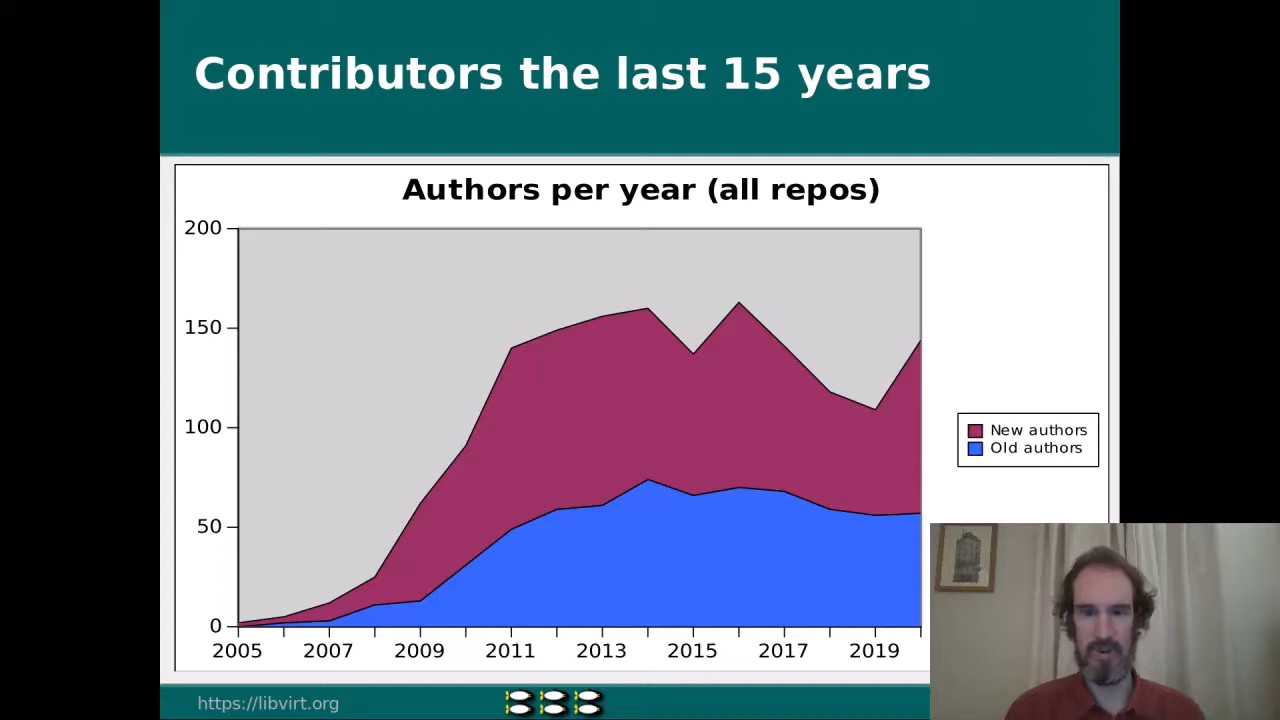 Contributors the last 15 years
Authors per year (all repos)
200
150
100
50
0
2005 2007 2009 2011 2013 2015 2017 2019
New authors
Old authors
https://libvirt.org